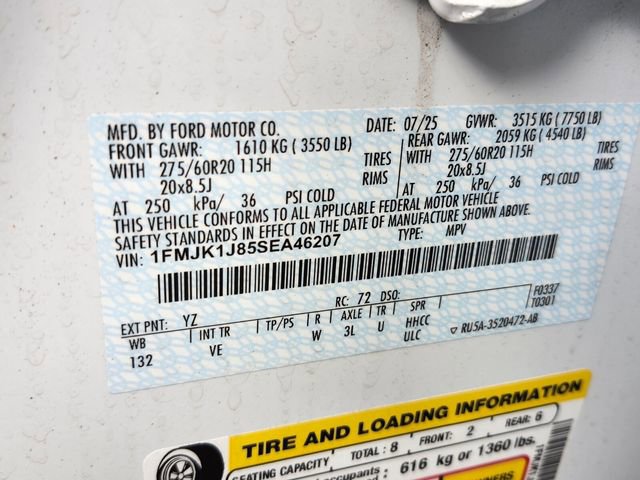 MFD. BY FORD MOTOR CO. DATE: 07/25 GVWR: 3515 KG (7750 LB)
FRONT GAWR: 1610 KG (3550 LB) REAR GAWR: 2059 KG (4540 LB)
WITH 275/60R20 115H TIRES WITH 275/60R20 115H TIRES
20x8.5J RIMS 20x8.5J RIMS
AT 250 kPa/ 36 PSI COLD AT 250 kPa/ 36 PSI COLD
THIS VEHICLE CONFORMS TO ALL APPLICABLE FEDERAL MOTOR VEHICLE
SAFETY STANDARDS IN EFFECT ON THE DATE OF MANUFACTURE SHOWN ABOVE.
VIN: 1FMJK1J85SEA46207 TYPE: MPV
EXT PNT: YZ RC: 72 DSO: F0337
WB INT TR TP/PS R AXLE TR SPR T0301
132 VE W 3L U HHCC
ULC ▽ RU5A-3520472-AB
TIRE AND LOADING INFORMATION
SEATING CAPACITY TOTAL: 8 FRONT: 2 REAR: 6
616 kg or 1360 lbs.